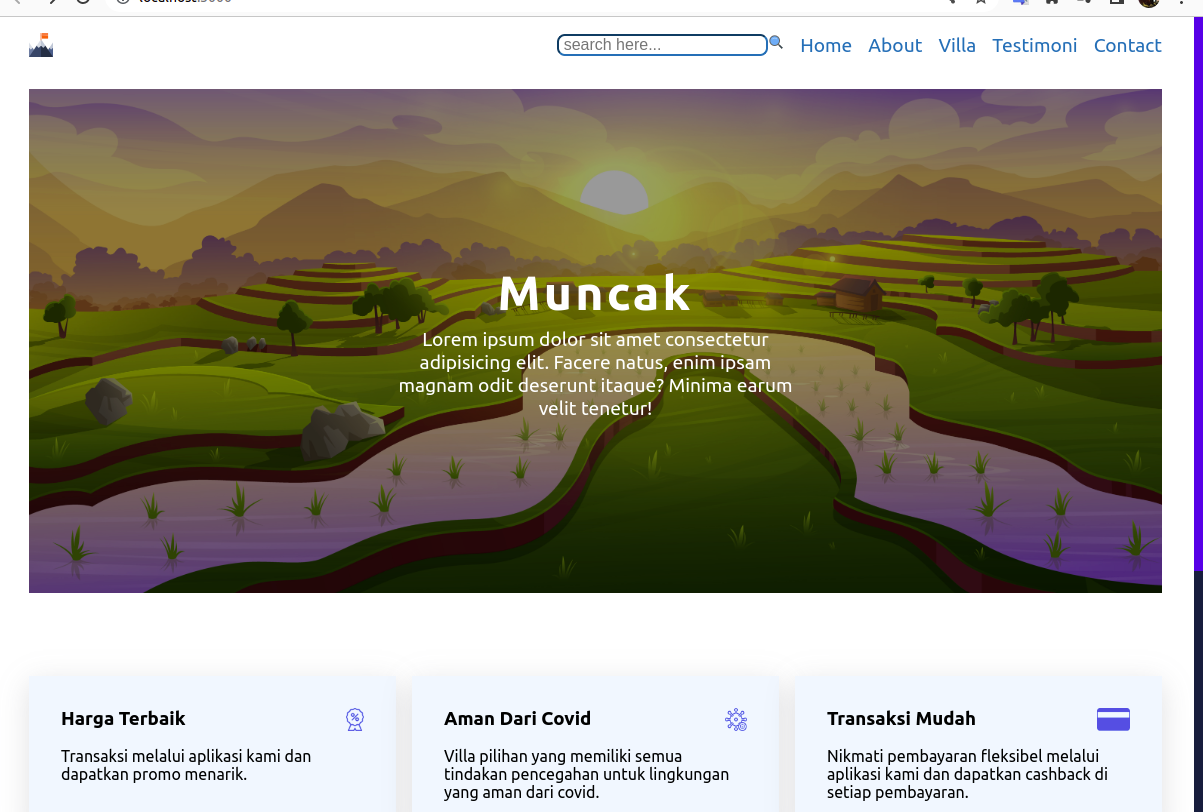 localhost:3000
search here...
Home About Villa Testimoni Contact
Muncak
Lorem ipsum dolor sit amet consectetur
adipisicing elit. Facere natus, enim ipsam
magnam odit deserunt itaque? Minima earum
velit tenetur!
Harga Terbaik
Transaksi melalui aplikasi kami dan
dapatkan promo menarik.
Aman Dari Covid
Villa pilihan yang memiliki semua
tindakan pencegahan untuk lingkungan
yang aman dari covid.
Transaksi Mudah
Nikmati pembayaran fleksibel melalui
aplikasi kami dan dapatkan cashback di
setiap pembayaran.